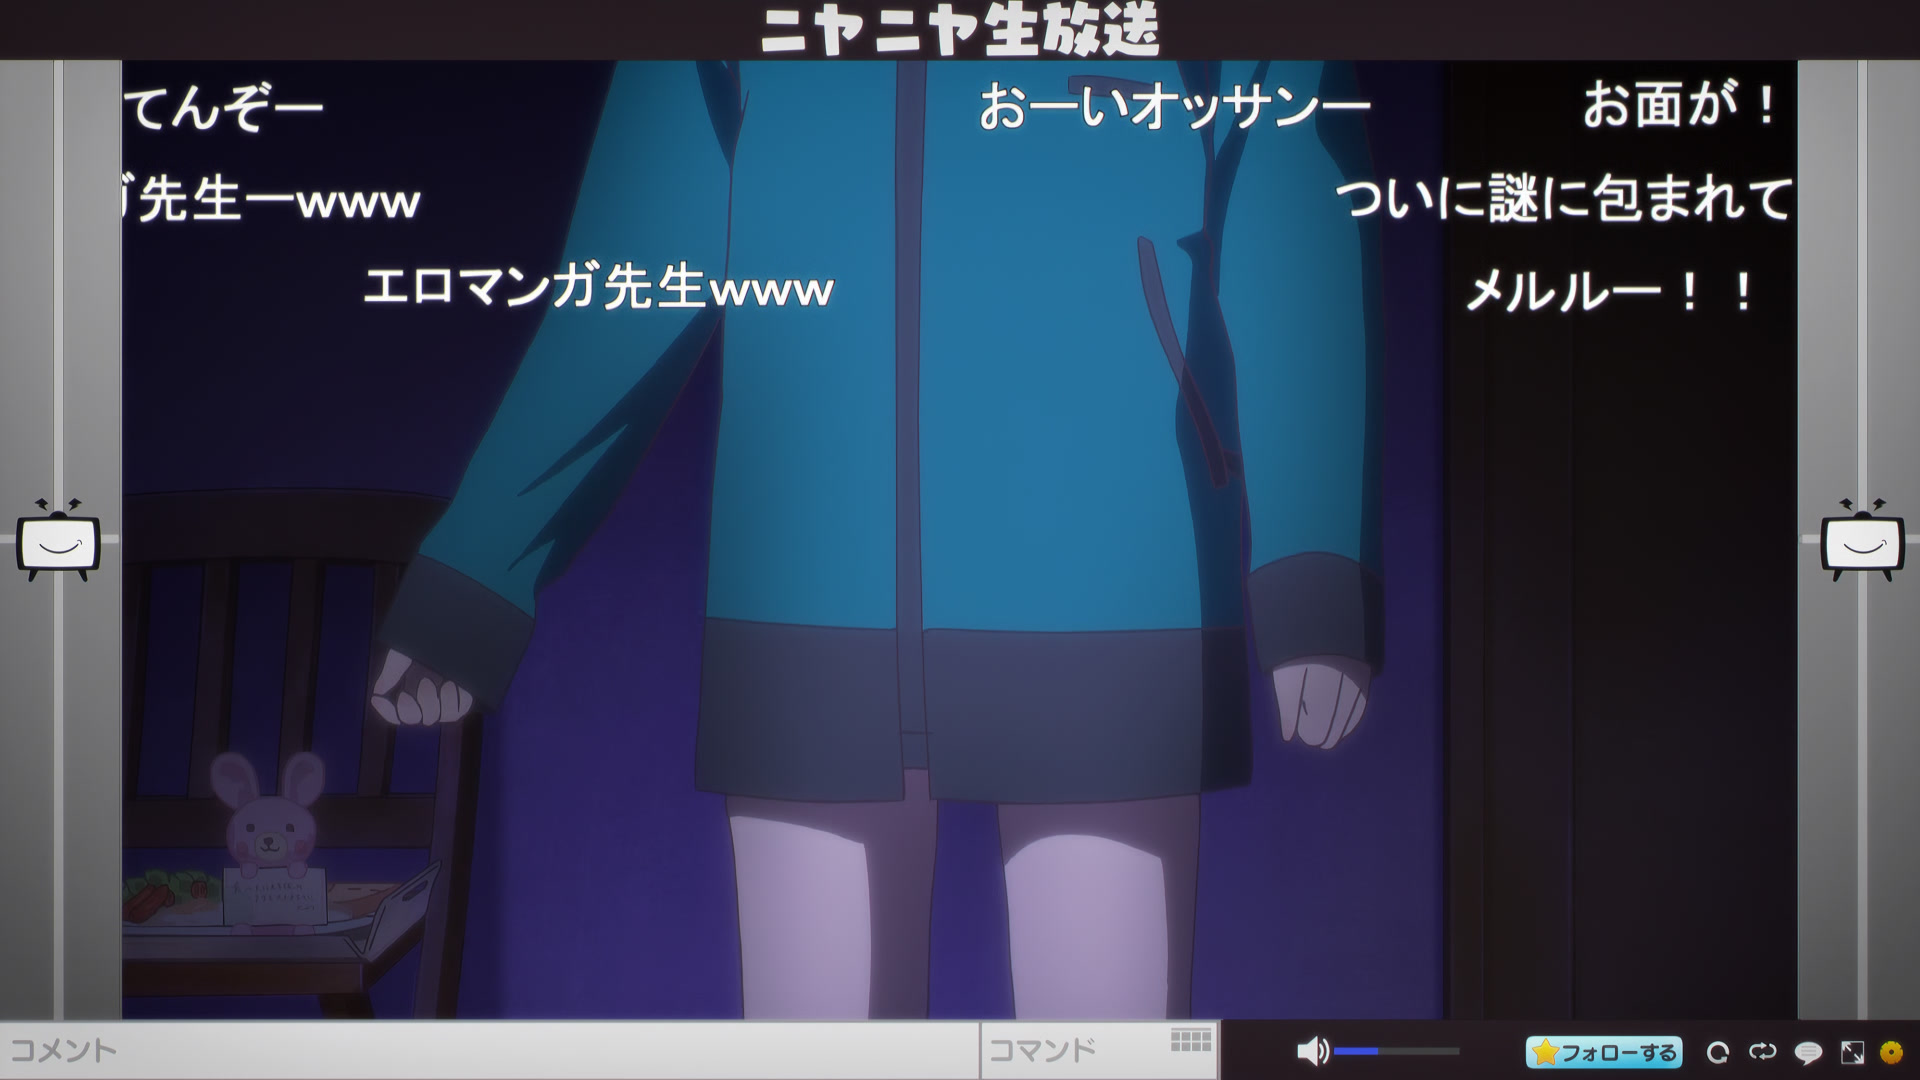 ニヤニヤ生放送
てんぞー
おーいオッサンー
お面が！
ガ先生ーwww
ついに謎に包まれて
エロマンガ先生www
メルルー！！
コメント
コマンド
フォローする